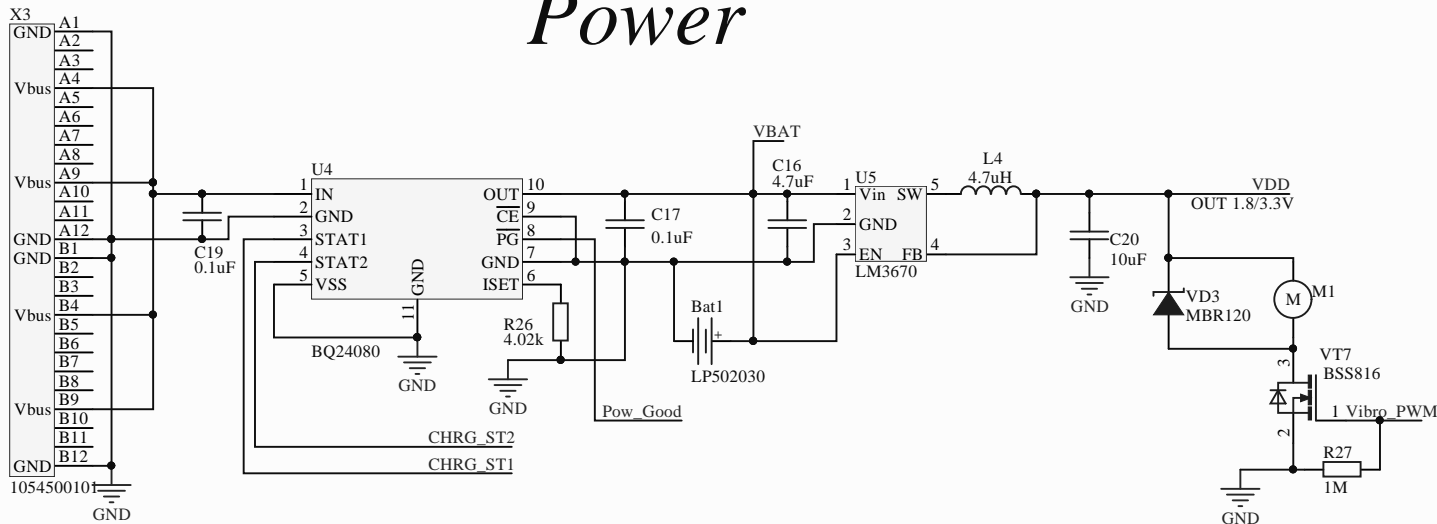 Power
X3
GND A1
A2
A3
Vbus A4
A5
A6
A7
A8
Vbus A9
A10
A11
GND A12
GND B1
B2
B3
Vbus B4
B5
B6
B7
B8
Vbus B9
B10
B11
GND B12
1054500101
GND
C19
0.1uF
U4
1 IN OUT 10
2 GND CE 9
3 STAT1 PG 8
4 STAT2 GND 7
5 VSS ISET 6
GND
11
BQ24080
GND
CHRG_ST2
CHRG_ST1
R26
4.02k
GND
Pow_Good
C17
0.1uF
Bat1
+
LP502030
VBAT
C16
4.7uF
U5
1 Vin SW 5
2 GND
3 EN FB 4
LM3670
L4
4.7uH
VDD
OUT 1.8/3.3V
C20
10uF
GND
VD3
MBR120
M M1
VT7
BSS816
3
1 Vibro_PWM
2
R27
1M
GND